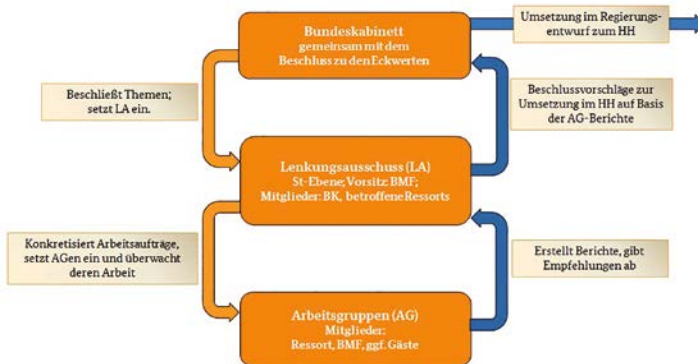 Bundeskabinett
gemeinsam mit dem
Beschluss zu den Eckwerten
Umsetzung im Regierungs-
entwurf zum HH
Beschließt Themen;
setzt LA ein.
Beschlussvorschläge zur
Umsetzung im HH auf Basis
der AG-Berichte
Lenkungsausschuss (LA)
St-Ebene; Vorsitz: BMF;
Mitglieder: BK, betroffene Ressorts
Konkretisiert Arbeitsaufträge,
setzt AGen ein und überwacht
deren Arbeit
Erstellt Berichte, gibt
Empfehlungen ab
Arbeitsgruppen (AG)
Mitglieder:
Ressort, BMF, ggf. Gäste